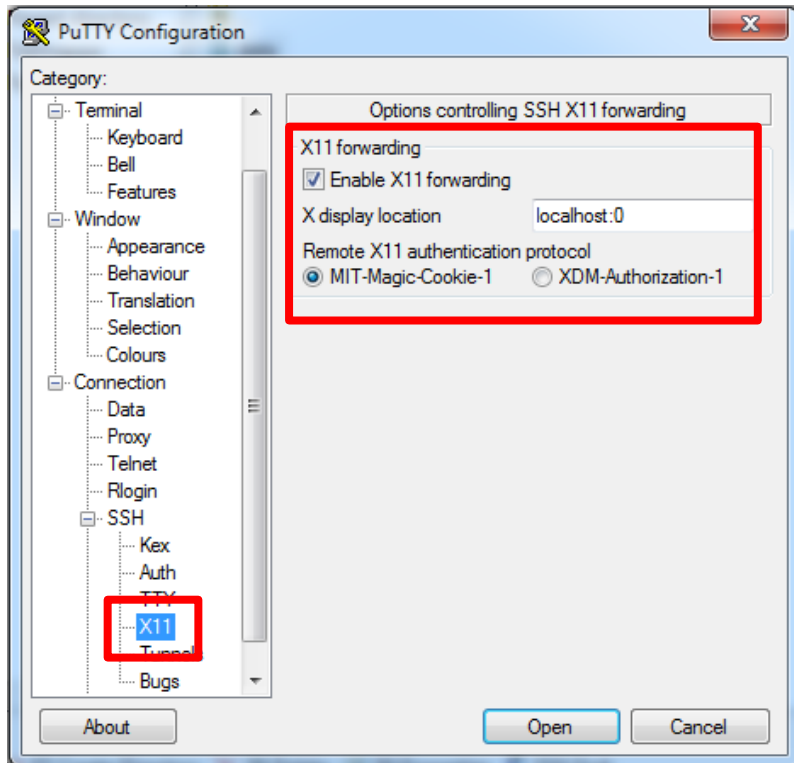 PuTTY Configuration
Category:
Terminal
Keyboard
Bell
Features
Window
Appearance
Behaviour
Translation
Selection
Colours
Connection
Data
Proxy
Telnet
Rlogin
SSH
Kex
Auth
TTY
X11
Tunnels
Bugs
Options controlling SSH X11 forwarding
X11 forwarding
Enable X11 forwarding
X display location localhost:0
Remote X11 authentication protocol
MIT-Magic-Cookie-1 XDM-Authorization-1
About Open Cancel